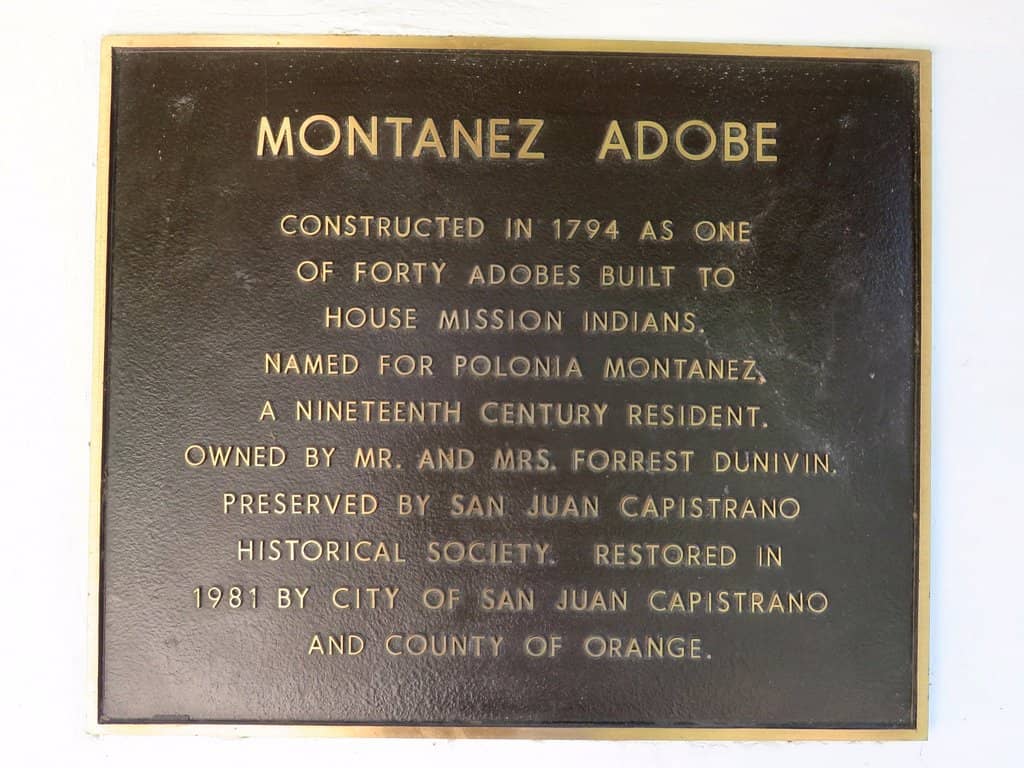 MONTANEZ ADOBE
CONSTRUCTED IN 1794 AS ONE
OF FORTY ADOBES BUILT TO
HOUSE MISSION INDIANS.
NAMED FOR POLONIA MONTANEZ,
A NINETEENTH CENTURY RESIDENT.
OWNED BY MR. AND MRS. FORREST DUNIVIN.
PRESERVED BY SAN JUAN CAPISTRANO
HISTORICAL SOCIETY. RESTORED IN
1981 BY CITY OF SAN JUAN CAPISTRANO
AND COUNTY OF ORANGE.